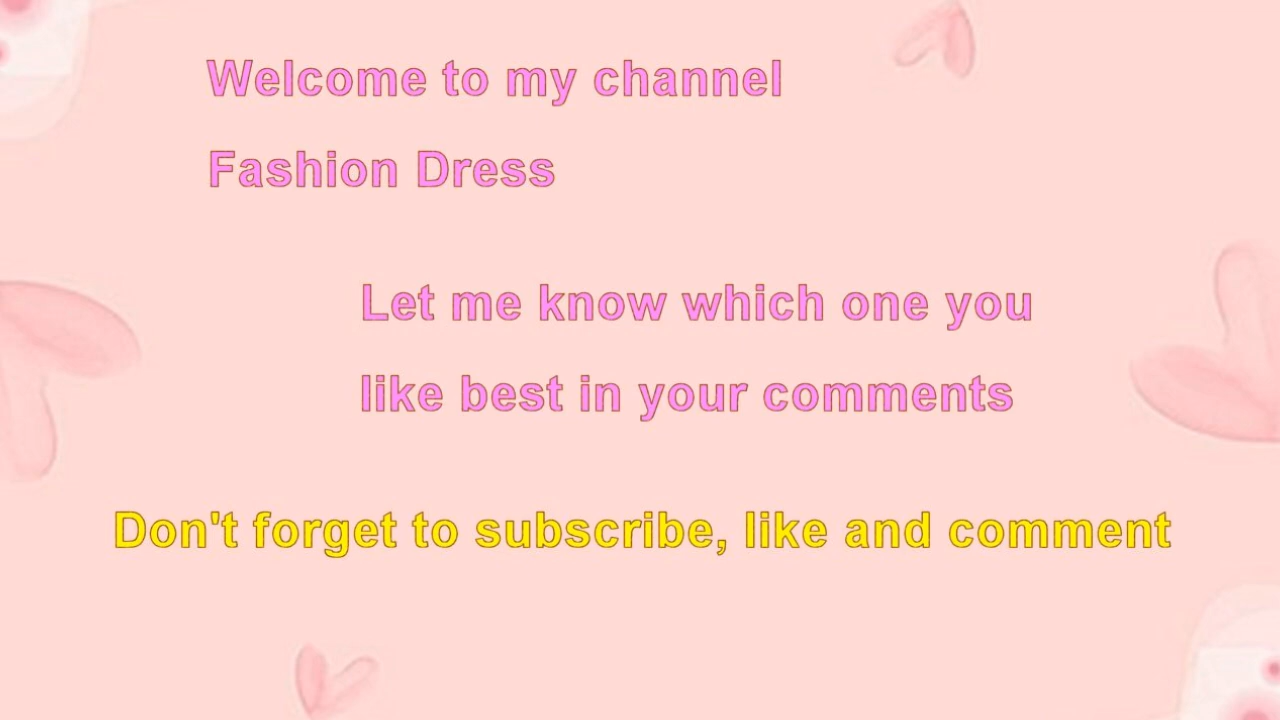 Welcome to my channel
Fashion Dress
Let me know which one you
like best in your comments
Don't forget to subscribe, like and comment